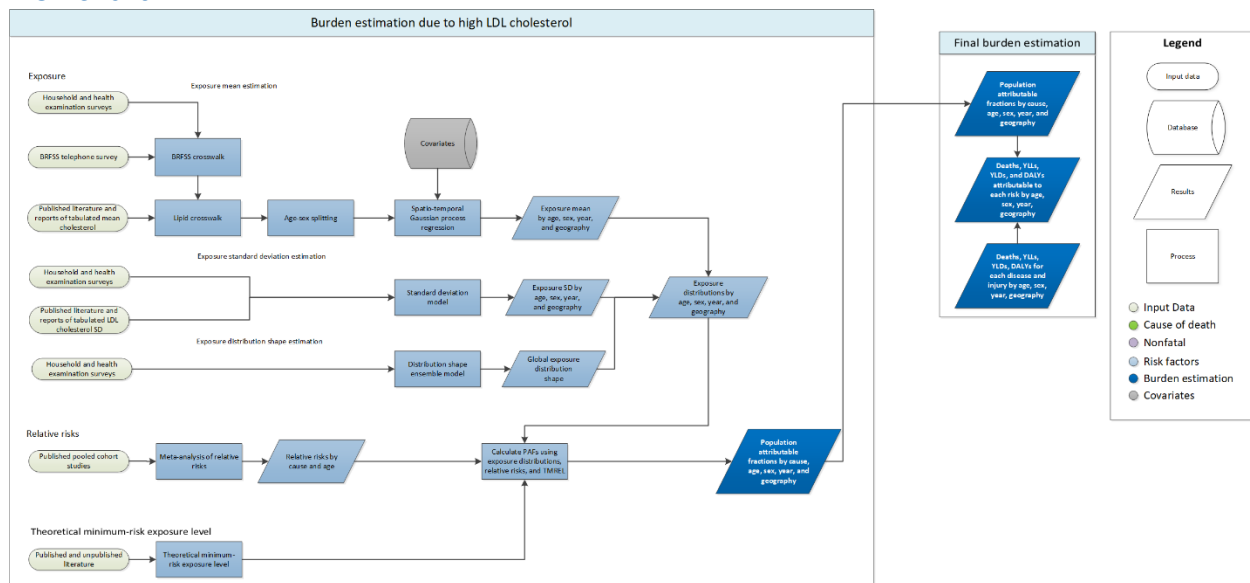 Burden estimation due to high LDL cholesterol
Exposure
Exposure mean estimation
Household and health
examination surveys
BRFSS telephone survey
BRFSS crosswalk
Covariates
Published literature and
reports of tabulated mean
cholesterol
Lipid crosswalk
Age-sex splitting
Spatio-temporal
Gaussian process
regression
Exposure mean
by age, sex, year,
and geography
Exposure standard deviation estimation
Household and health
examination surveys
Published literature and
reports of tabulated LDL
cholesterol SD
Standard deviation
model
Exposure SD by
age, sex, year,
and geography
Exposure
distributions by
age, sex, year, and
geography
Exposure distribution shape estimation
Household and health
examination surveys
Distribution shape
ensemble model
Global exposure
distribution
shape
Relative risks
Published pooled cohort
studies
Meta-analysis of relative
risks
Relative risks by
cause and age
Calculate PAFs using
exposure distributions,
relative risks, and TMREL
Population
attributable
fractions by cause,
age, sex, year, and
geography
Theoretical minimum-risk exposure level
Published and unpublished
literature
Theoretical minimum-
risk exposure level
Final burden estimation
Population
attributable
fractions by cause,
age, sex, year, and
geography
Deaths, YLLs,
YLDs, and DALYs
attributable to
each risk by age,
sex, year,
geography
Deaths, YLLs,
YLDs, DALYs for
each disease and
injury by age, sex,
year, geography
Legend
Input data
Database
Results
Process
Input Data
Cause of death
Nonfatal
Risk factors
Burden estimation
Covariates